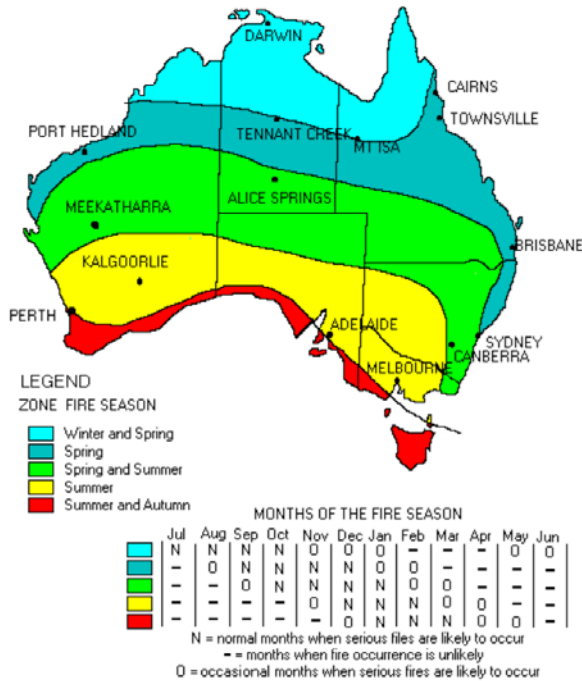 DARWIN
CAIRNS
TOWNSVILLE
PORT HEDLAND
TENNANT CREEK
MT ISA
ALICE SPRINGS
MEEKATHARRA
BRISBANE
KALGOORLIE
PERTH
ADELAIDE
SYDNEY
CANBERRA
MELBOURNE
LEGEND
ZONE FIRE SEASON
Winter and Spring
Spring
Spring and Summer
Summer
Summer and Autumn
MONTHS OF THE FIRE SEASON
Jul Aug Sep Oct Nov Dec Jan Feb Mar Apr May Jun
N N N N O O O - - - O O
- O N N N N O O - - - -
- - O N N N N O O - - -
- - - - O N N N N O - -
- - - - - O N N N O O -
N = normal months when serious files are likely to occur
- = months when fire occurrence is unlikely
O = occasional months when serious fires are likely to occur